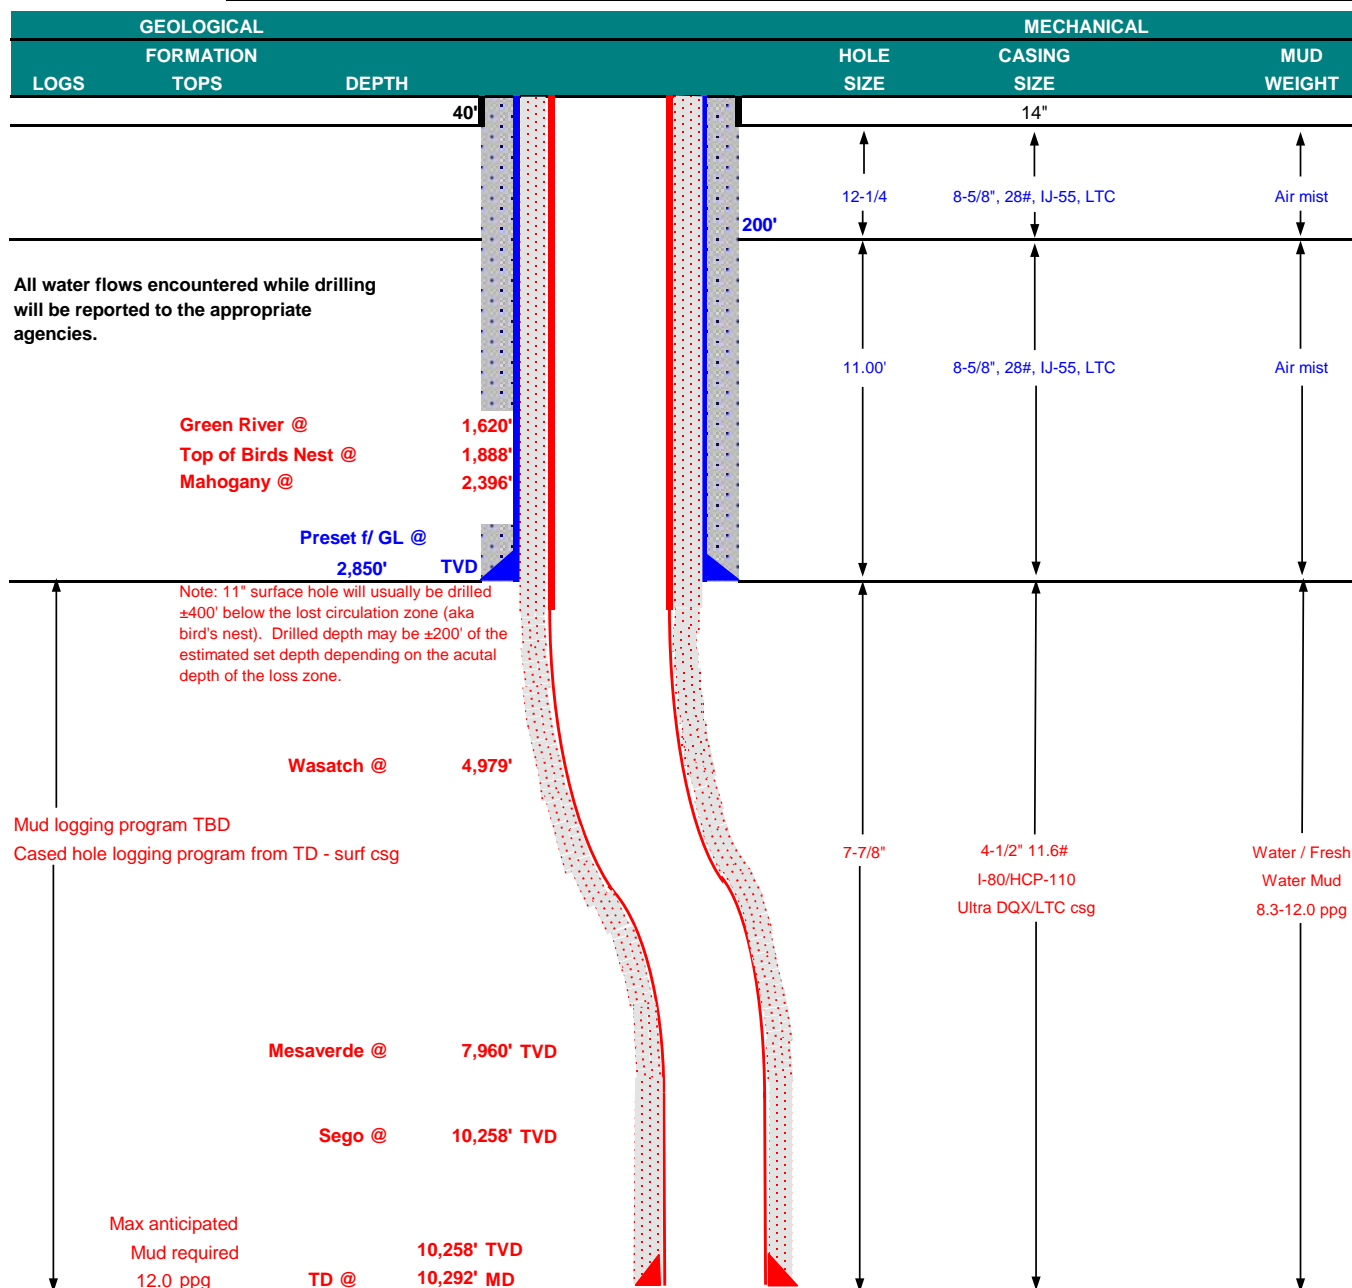 GEOLOGICAL MECHANICAL
FORMATION HOLE CASING MUD
LOGS TOPS DEPTH SIZE SIZE WEIGHT
40' 14"
12-1/4 8-5/8", 28#, IJ-55, LTC Air mist
200'
All water flows encountered while drilling
will be reported to the appropriate
agencies.
11.00' 8-5/8", 28#, IJ-55, LTC Air mist
Green River @ 1,620'
Top of Birds Nest @ 1,888'
Mahogany @ 2,396'
Preset f/ GL @
2,850' TVD
Note: 11" surface hole will usually be drilled
±400' below the lost circulation zone (aka
bird's nest). Drilled depth may be ±200' of the
estimated set depth depending on the acutal
depth of the loss zone.
Wasatch @ 4,979'
Mud logging program TBD
Cased hole logging program from TD - surf csg
7-7/8" 4-1/2" 11.6# Water / Fresh
I-80/HCP-110 Water Mud
Ultra DQX/LTC csg 8.3-12.0 ppg
Mesaverde @ 7,960' TVD
Sego @ 10,258' TVD
Max anticipated
Mud required 10,258' TVD
12.0 ppg TD @ 10,292' MD